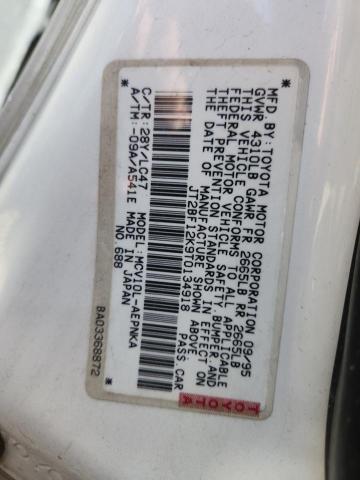 MFD.BY:TOYOTA MOTOR CORPORATION 09/95
GVWR 4310LB GAWR FR 2665LB RR 2665LB
THIS VEHICLE CONFORMS TO ALL APPLICABLE
FEDERAL MOTOR VEHICLE SAFETY,BUMPER,AND
THEFT PREVENTION STANDARDS IN EFFECT ON
THE DATE OF MANUFACTURE SHOWN ABOVE.
JT2BF12K9T0134918 PASS.CAR
C/TR:28Y/LC47 MODEL:MCV10L-AEPNKA
A/TM:-09A/A541E MADE IN JAPAN
NO.688
BA03368972
TOYOTA
TOYOTA